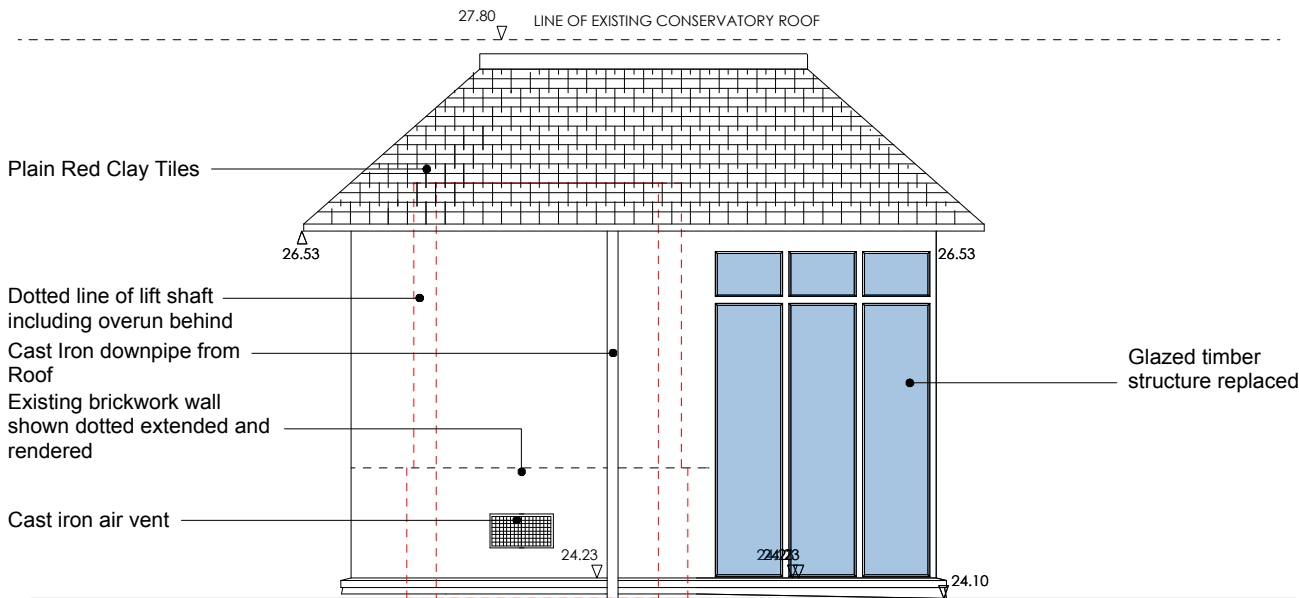 27.80
LINE OF EXISTING CONSERVATORY ROOF
Plain Red Clay Tiles
26.53
26.53
Dotted line of lift shaft
including overun behind
Cast Iron downpipe from
Roof
Existing brickwork wall
shown dotted extended and
rendered
Glazed timber
structure replaced
Cast iron air vent
24.23
24.10